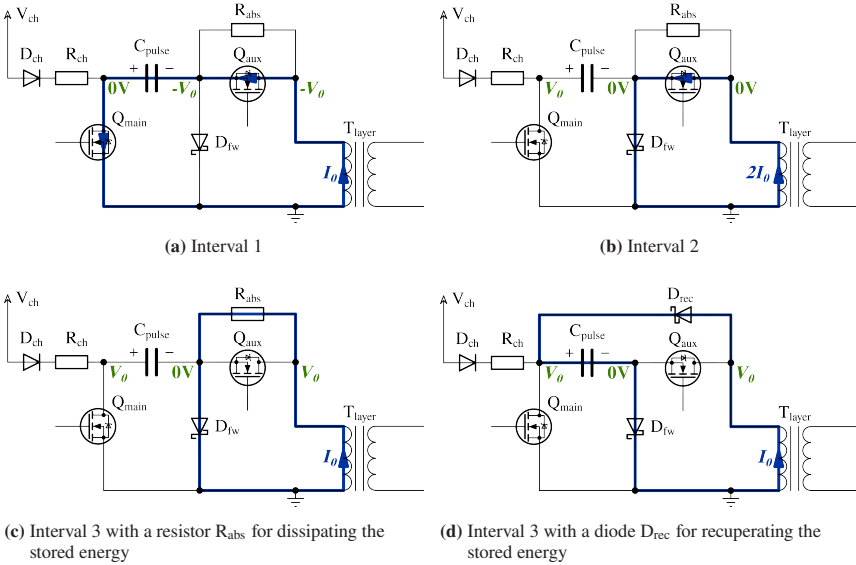 V_ch
R_abs
D_ch R_ch C_pulse Q_aux
+ −
0V -V_0 -V_0
Q_main
D_fw T_layer
I_0
(a) Interval 1
V_ch
R_abs
D_ch R_ch C_pulse Q_aux
+ −
V_0 0V 0V
Q_main
D_fw T_layer
2I_0
(b) Interval 2
V_ch
R_abs
D_ch R_ch C_pulse Q_aux
+ −
V_0 0V V_0
Q_main
D_fw T_layer
I_0
(c) Interval 3 with a resistor R_abs for dissipating the
stored energy
V_ch
D_rec
D_ch R_ch C_pulse Q_aux
+ −
V_0 0V V_0
Q_main
D_fw T_layer
I_0
(d) Interval 3 with a diode D_rec for recuperating the
stored energy